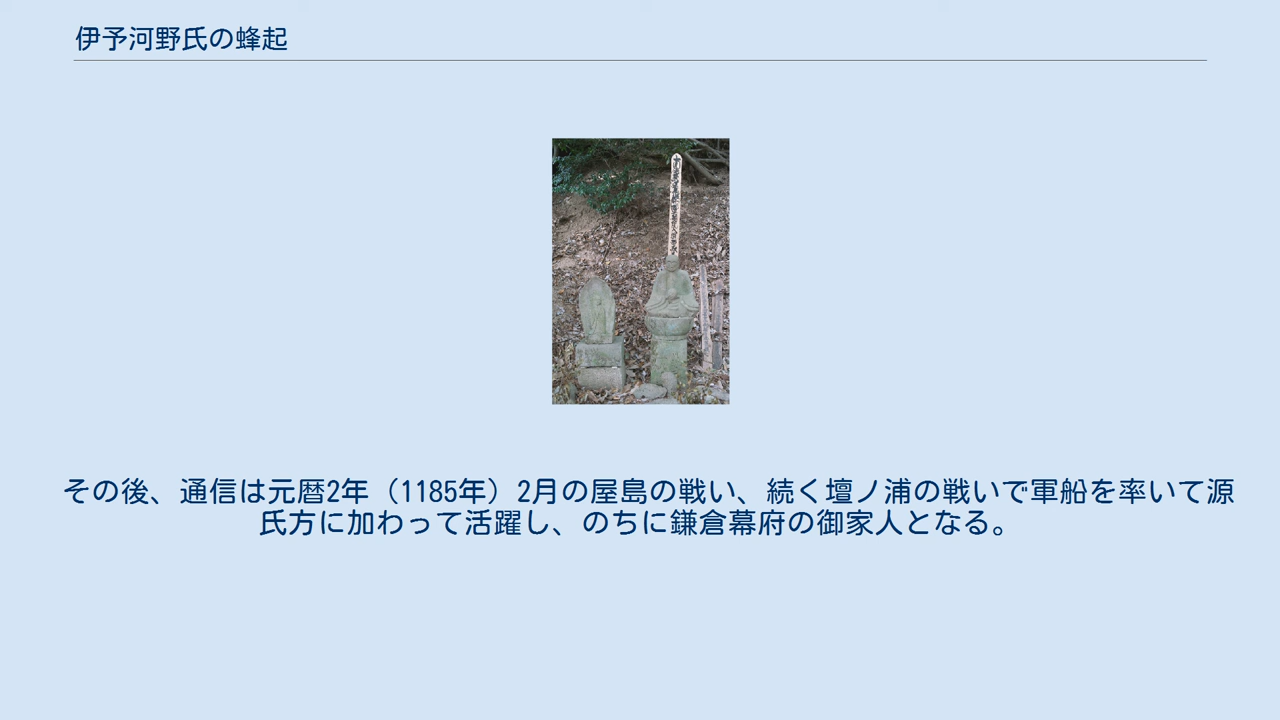 伊予河野氏の蜂起
その後、通信は元暦2年（1185年）2月の屋島の戦い、続く壇ノ浦の戦いで軍船を率いて源
氏方に加わって活躍し、のちに鎌倉幕府の御家人となる。